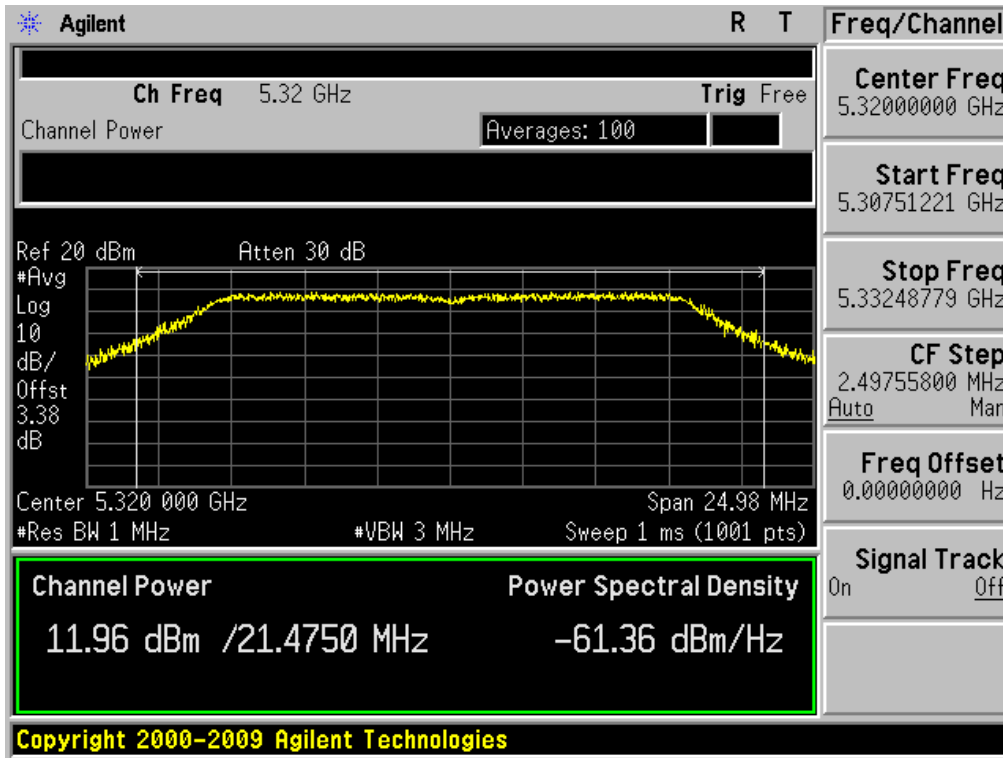 Agilent R T
Freq/Channel
Ch Freq 5.32 GHz Trig Free
Channel Power Averages: 100
Center Freq
5.32000000 GHz
Start Freq
5.30751221 GHz
Stop Freq
5.33248779 GHz
CF Step
2.49755800 MHz
Auto Man
Freq Offset
0.00000000 Hz
Signal Track
On Off
Ref 20 dBm Atten 30 dB
#Avg
Log
10
dB/
Offst
3.38
dB
Center 5.320 000 GHz Span 24.98 MHz
#Res BW 1 MHz #VBW 3 MHz Sweep 1 ms (1001 pts)
Channel Power Power Spectral Density
11.96 dBm /21.4750 MHz -61.36 dBm/Hz
Copyright 2000-2009 Agilent Technologies